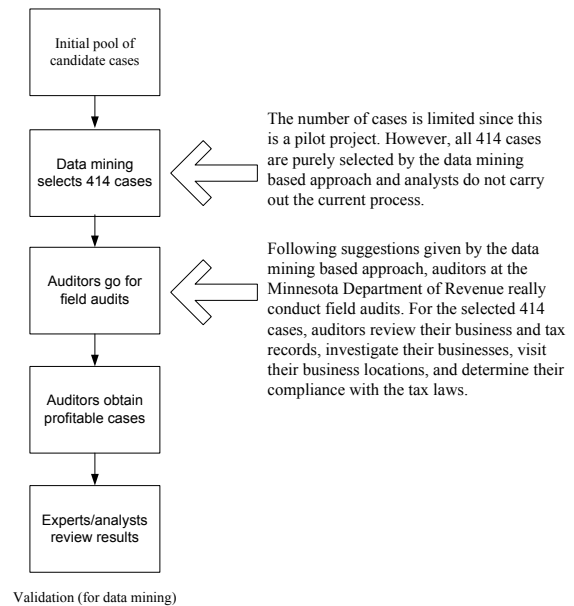 Initial pool of
candidate cases
The number of cases is limited since this
is a pilot project. However, all 414 cases
are purely selected by the data mining
based approach and analysts do not carry
out the current process.
Data mining
selects 414 cases
Following suggestions given by the data
mining based approach, auditors at the
Minnesota Department of Revenue really
conduct field audits. For the selected 414
cases, auditors review their business and tax
records, investigate their businesses, visit
their business locations, and determine their
compliance with the tax laws.
Auditors go for
field audits
Auditors obtain
profitable cases
Experts/analysts
review results
Validation (for data mining)